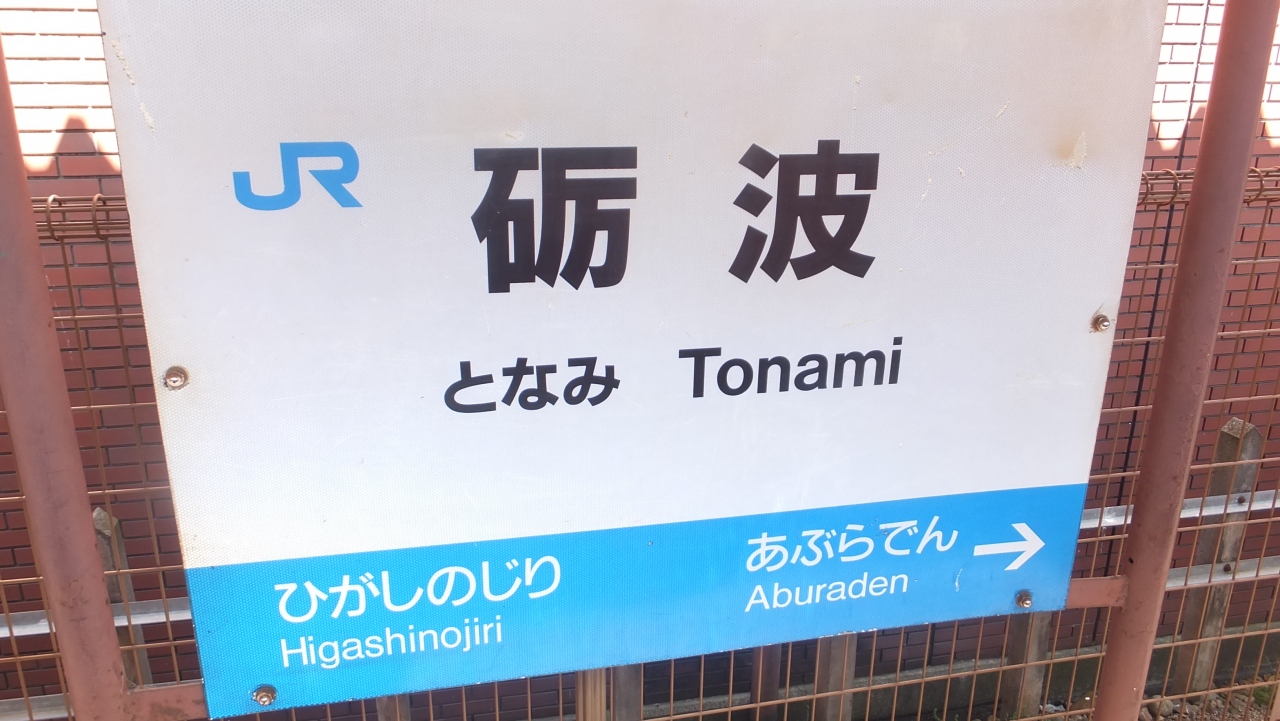 JR 砺波
となみ Tonami
ひがしのじり あぶらでん →
Higashinojiri Aburaden